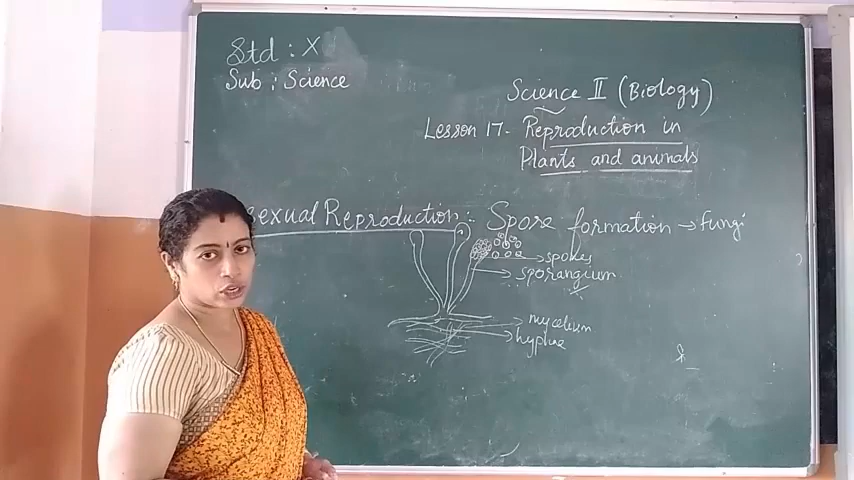 Std : X
Sub : Science
Science II (Biology)
Lesson 17. Reproduction in
Plants and animals
sexual Reproduction :- Spore formation → Fungi
spores
sporangium
mycelium
hyphae